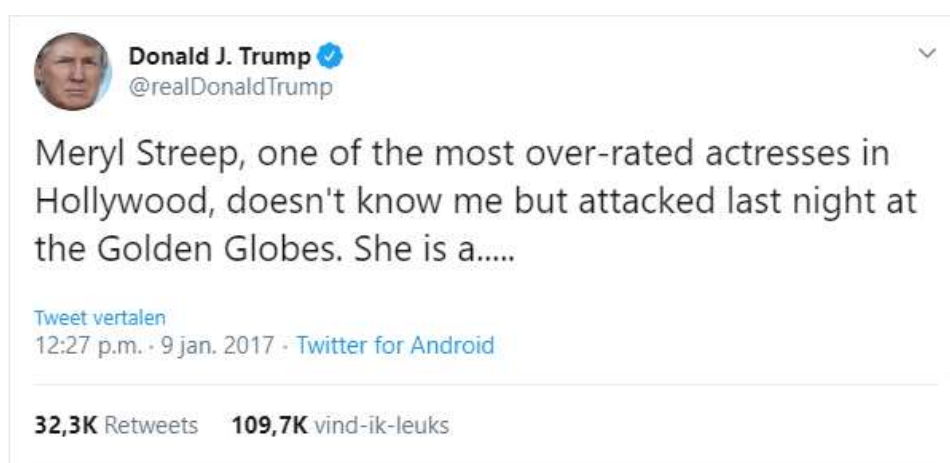 Donald J. Trump
@realDonaldTrump
Meryl Streep, one of the most over-rated actresses in
Hollywood, doesn't know me but attacked last night at
the Golden Globes. She is a.....
Tweet vertalen
12:27 p.m. · 9 jan. 2017 · Twitter for Android
32,3K Retweets 109,7K vind-ik-leuks